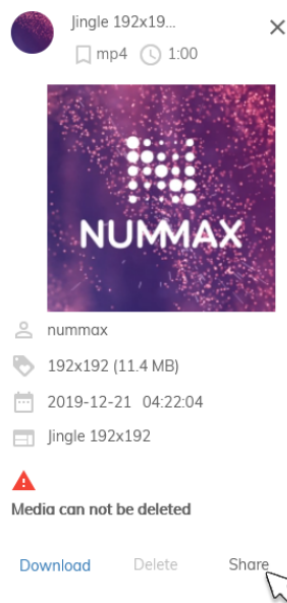 Jingle 192x19...
mp4 1:00
NUMMAX
nummax
192x192 (11.4 MB)
2019-12-21 04:22:04
Jingle 192x192
Media can not be deleted
Download Delete Share